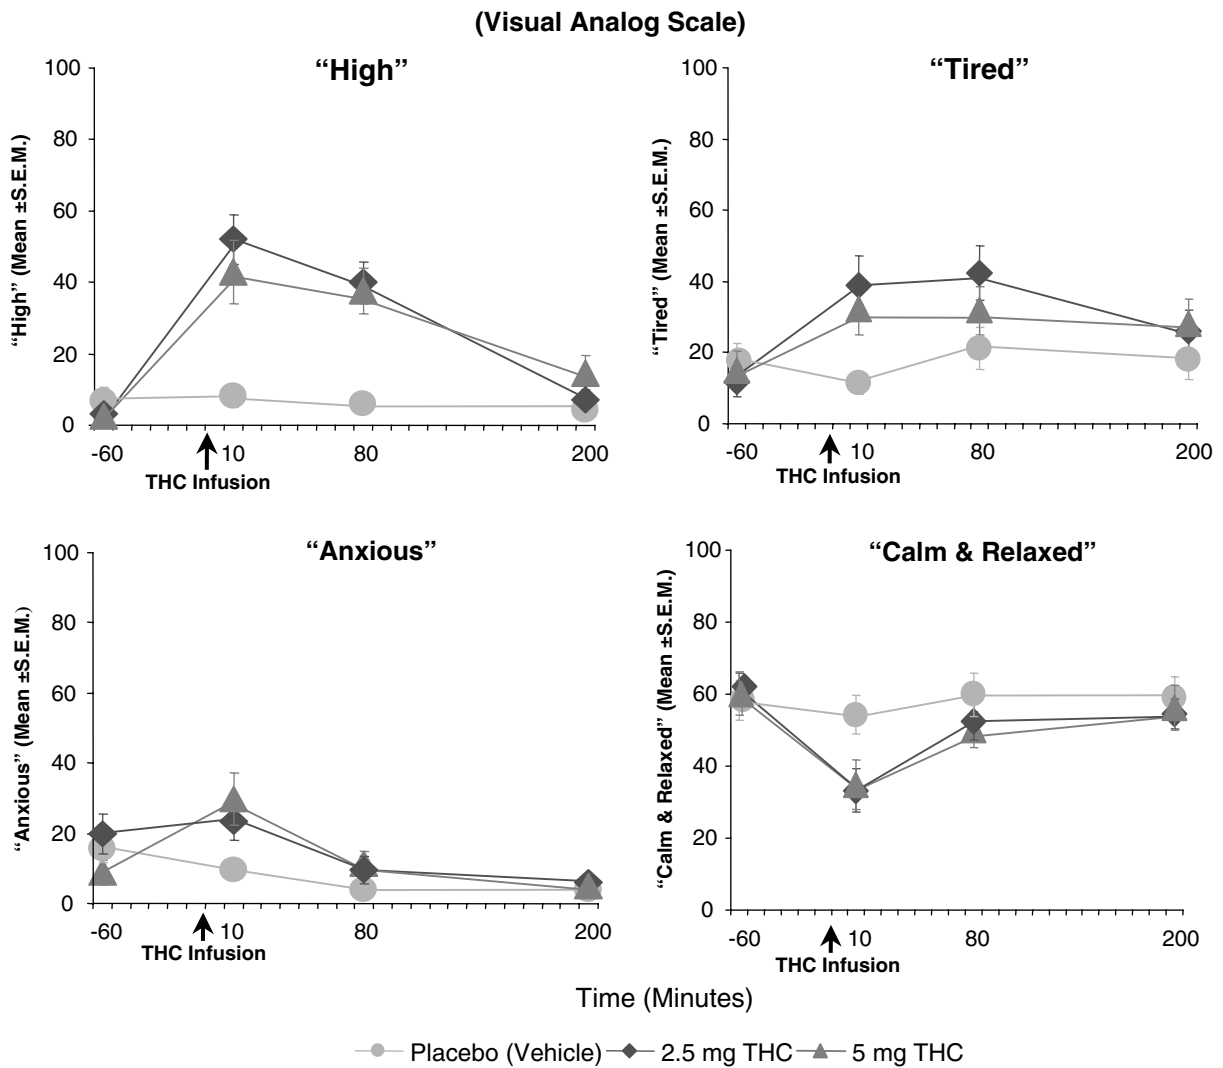 (Visual Analog Scale)
“High”
“High” (Mean ±S.E.M.)
100
80
60
40
20
0
-60 10 80 200
THC Infusion
“Tired”
“Tired” (Mean ±S.E.M.)
100
80
60
40
20
0
-60 10 80 200
THC Infusion
“Anxious”
“Anxious” (Mean ±S.E.M.)
100
80
60
40
20
0
-60 10 80 200
THC Infusion
“Calm & Relaxed”
“Calm & Relaxed” (Mean ±S.E.M.)
100
80
60
40
20
0
-60 10 80 200
THC Infusion
Time (Minutes)
Placebo (Vehicle) 2.5 mg THC 5 mg THC